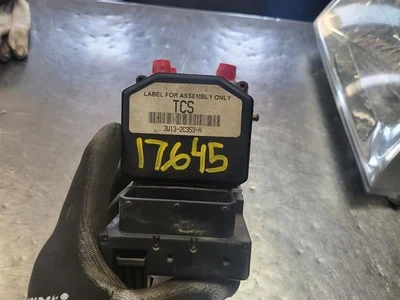 LABEL FOR ASSEMBLY ONLY
TCS
3W13-2C353-A
17645